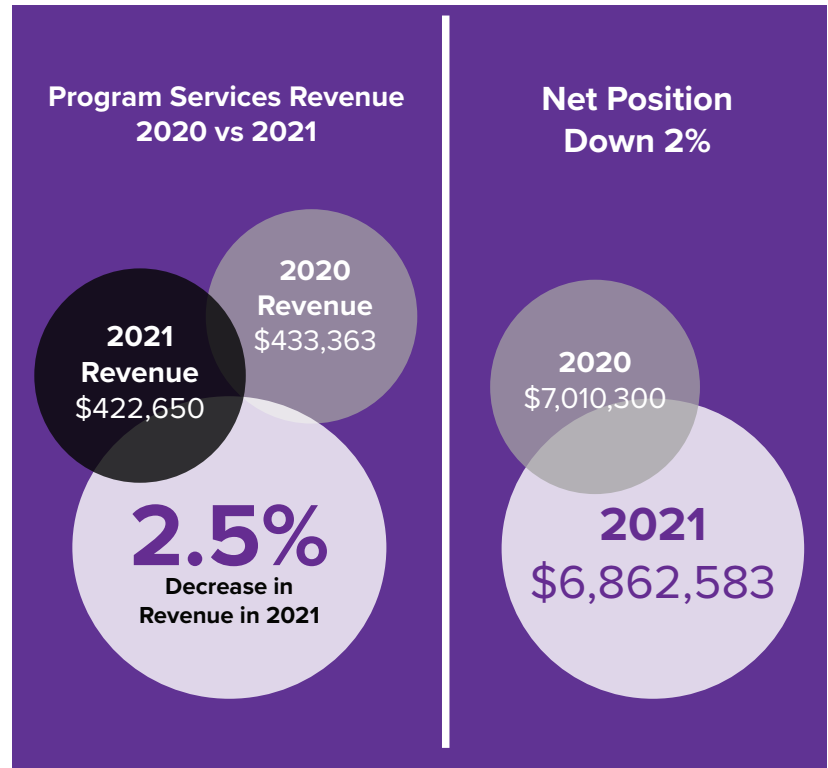 Program Services Revenue
2020 vs 2021
2020
Revenue
$433,363
2021
Revenue
$422,650
2.5%
Decrease in
Revenue in 2021
Net Position
Down 2%
2020
$7,010,300
2021
$6,862,583